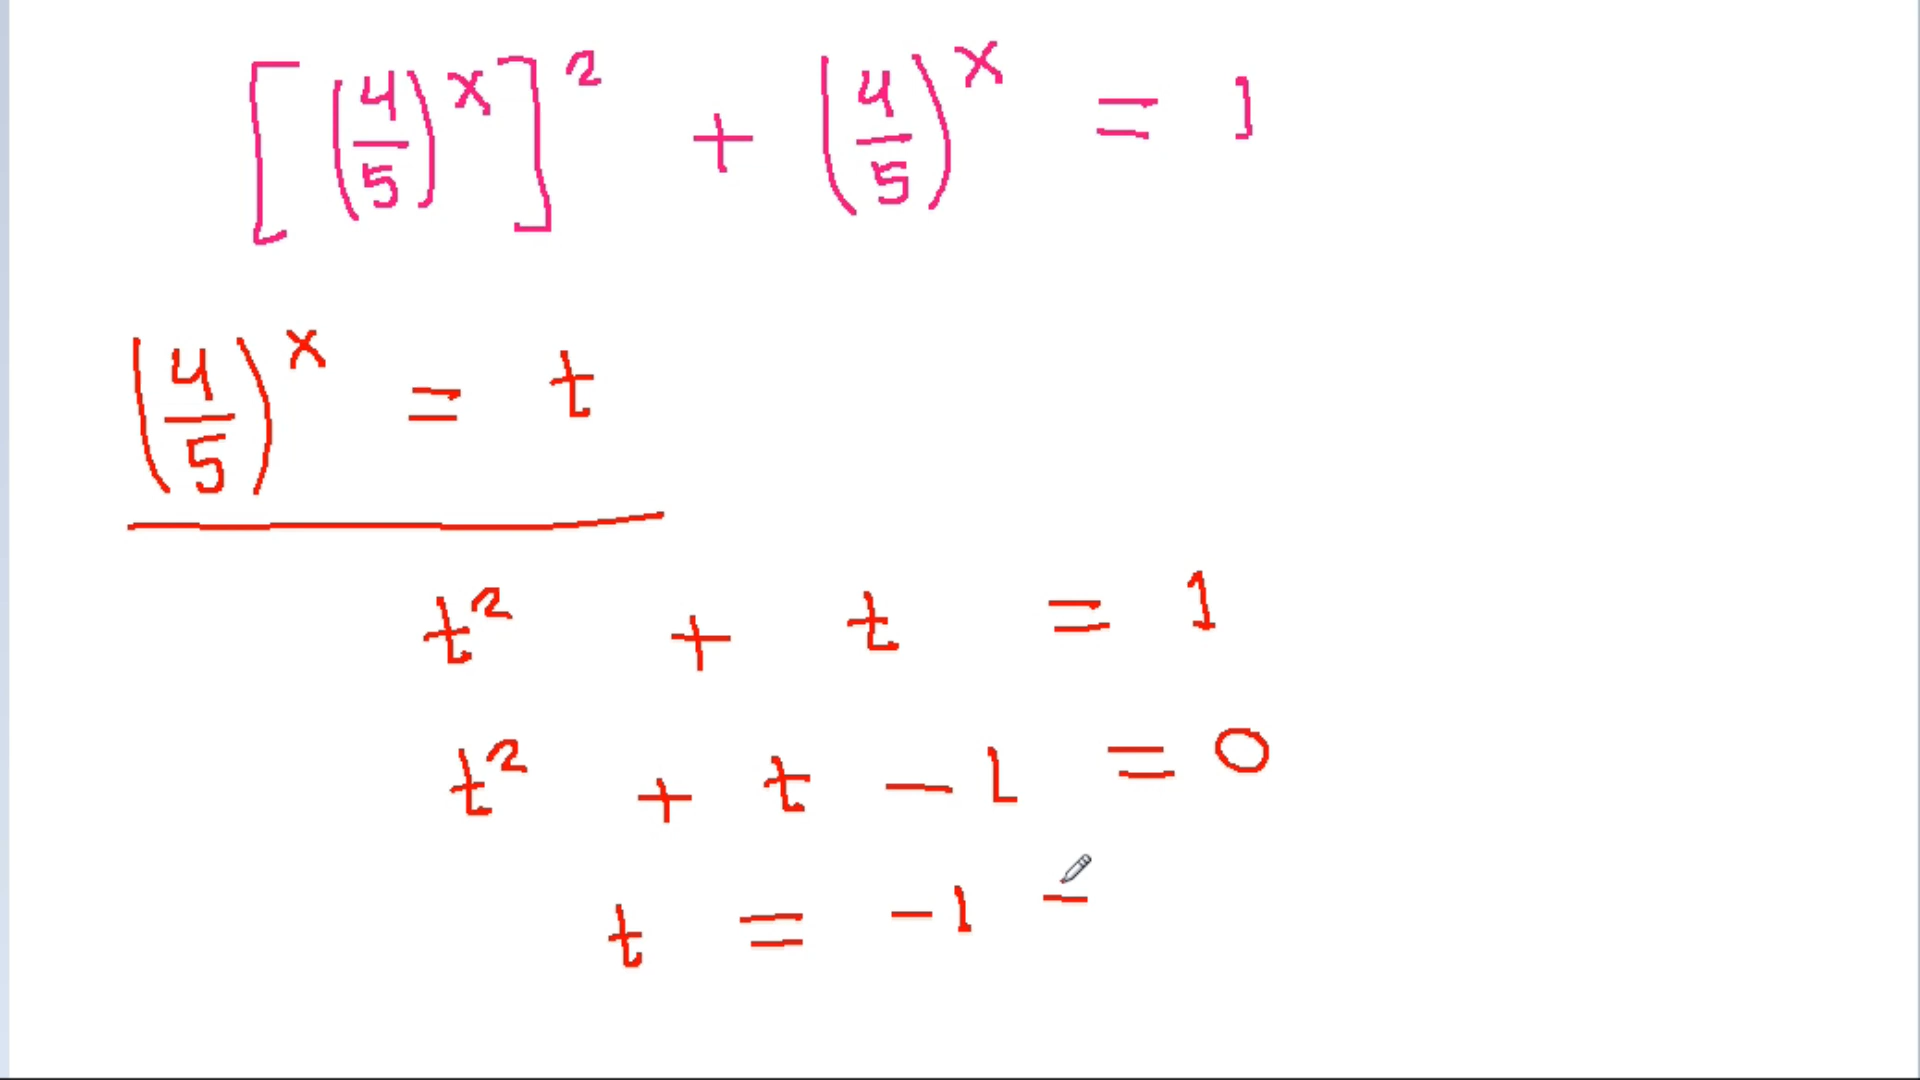 [(4/5)^x]^2 + (4/5)^x = 1
(4/5)^x = t
t^2 + t = 1
t^2 + t - 1 = 0
t = -1 -